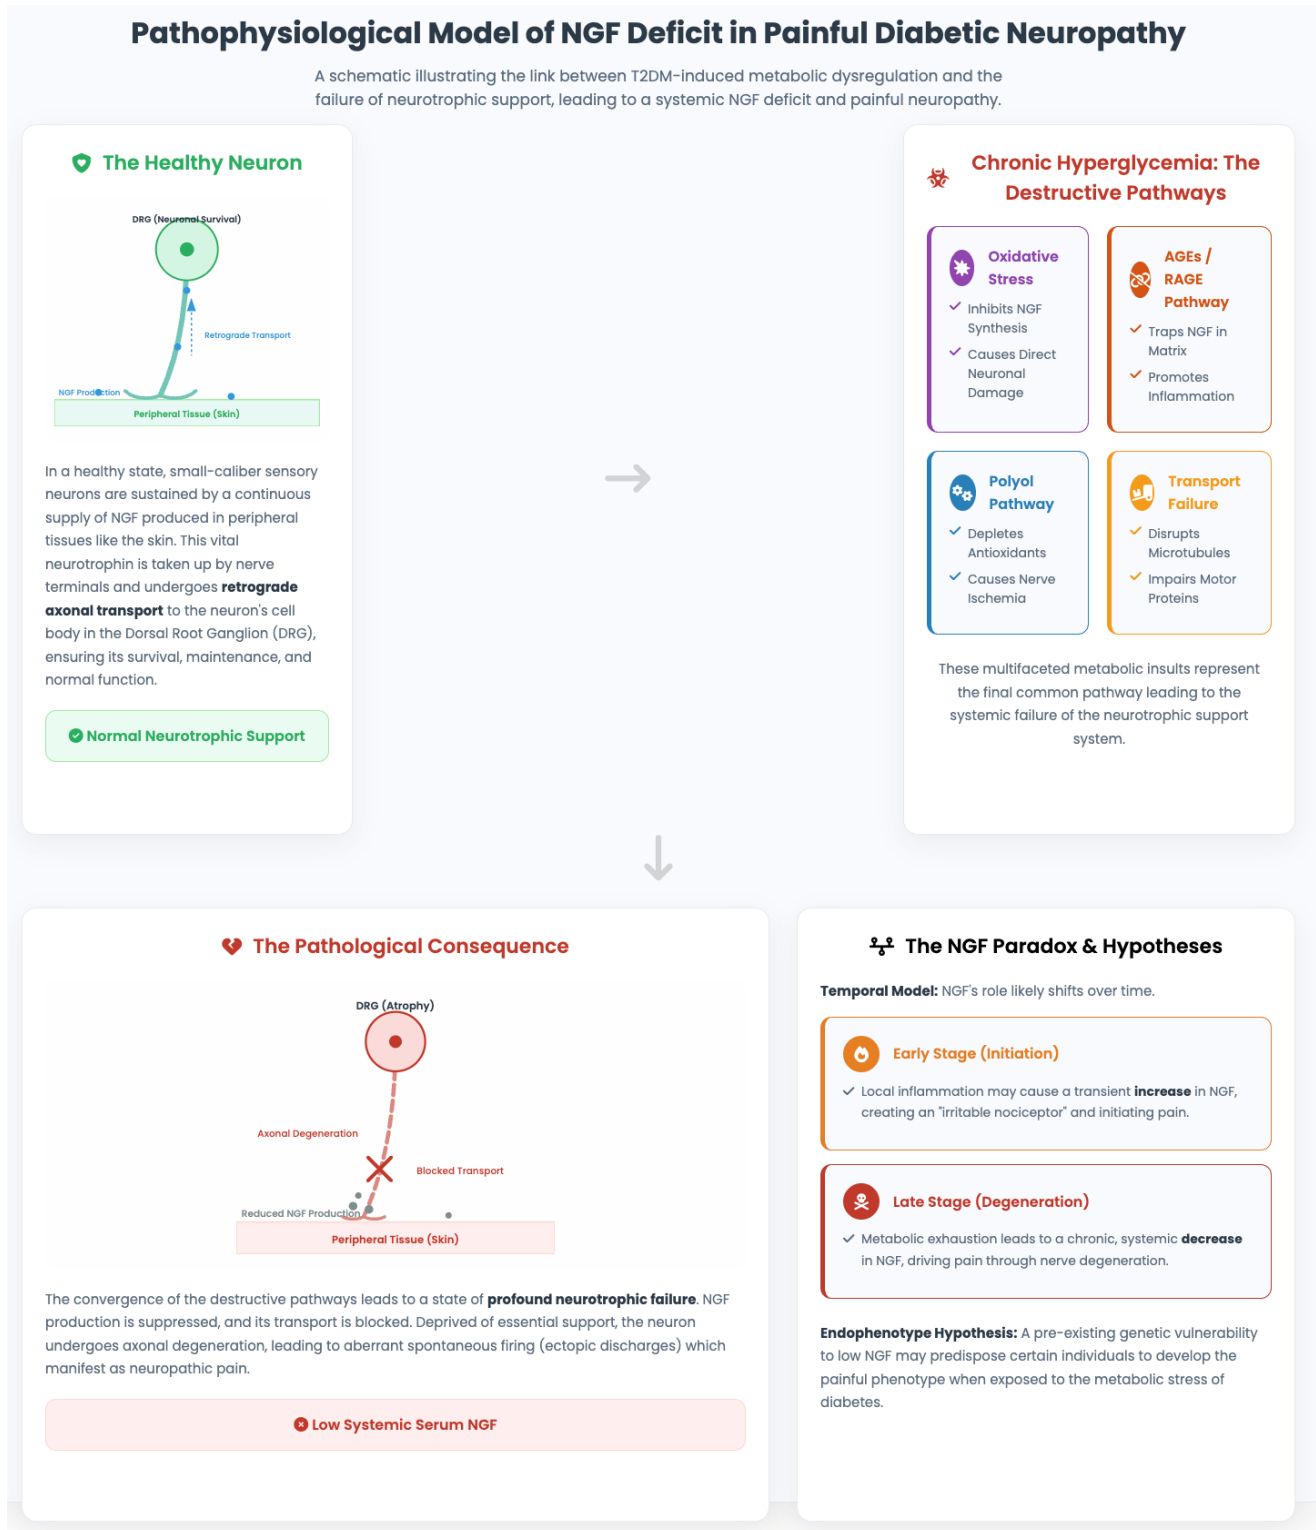 Pathophysiological Model of NGF Deficit in Painful Diabetic Neuropathy
A schematic illustrating the link between T2DM-induced metabolic dysregulation and the
failure of neurotrophic support, leading to a systemic NGF deficit and painful neuropathy.
The Healthy Neuron
DRG (Neuronal Survival)
Retrograde Transport
NGF Production
Peripheral Tissue (Skin)
In a healthy state, small-caliber sensory
neurons are sustained by a continuous
supply of NGF produced in peripheral
tissues like the skin. This vital
neurotrophin is taken up by nerve
terminals and undergoes retrograde
axonal transport to the neuron's cell
body in the Dorsal Root Ganglion (DRG),
ensuring its survival, maintenance, and
normal function.
Normal Neurotrophic Support
Chronic Hyperglycemia: The
Destructive Pathways
Oxidative
Stress
Inhibits NGF
Synthesis
Causes Direct
Neuronal
Damage
AGEs /
RAGE
Pathway
Traps NGF in
Matrix
Promotes
Inflammation
Polyol
Pathway
Depletes
Antioxidants
Causes Nerve
Ischemia
Transport
Failure
Disrupts
Microtubules
Impairs Motor
Proteins
These multifaceted metabolic insults represent
the final common pathway leading to the
systemic failure of the neurotrophic support
system.
The Pathological Consequence
DRG (Atrophy)
Axonal Degeneration
Blocked Transport
Reduced NGF Production
Peripheral Tissue (Skin)
The convergence of the destructive pathways leads to a state of profound neurotrophic failure. NGF
production is suppressed, and its transport is blocked. Deprived of essential support, the neuron
undergoes axonal degeneration, leading to aberrant spontaneous firing (ectopic discharges) which
manifest as neuropathic pain.
Low Systemic Serum NGF
The NGF Paradox & Hypotheses
Temporal Model: NGF's role likely shifts over time.
Early Stage (Initiation)
Local inflammation may cause a transient increase in NGF,
creating an "irritable nociceptor" and initiating pain.
Late Stage (Degeneration)
Metabolic exhaustion leads to a chronic, systemic decrease
in NGF, driving pain through nerve degeneration.
Endophenotype Hypothesis: A pre-existing genetic vulnerability
to low NGF may predispose certain individuals to develop the
painful phenotype when exposed to the metabolic stress of
diabetes.